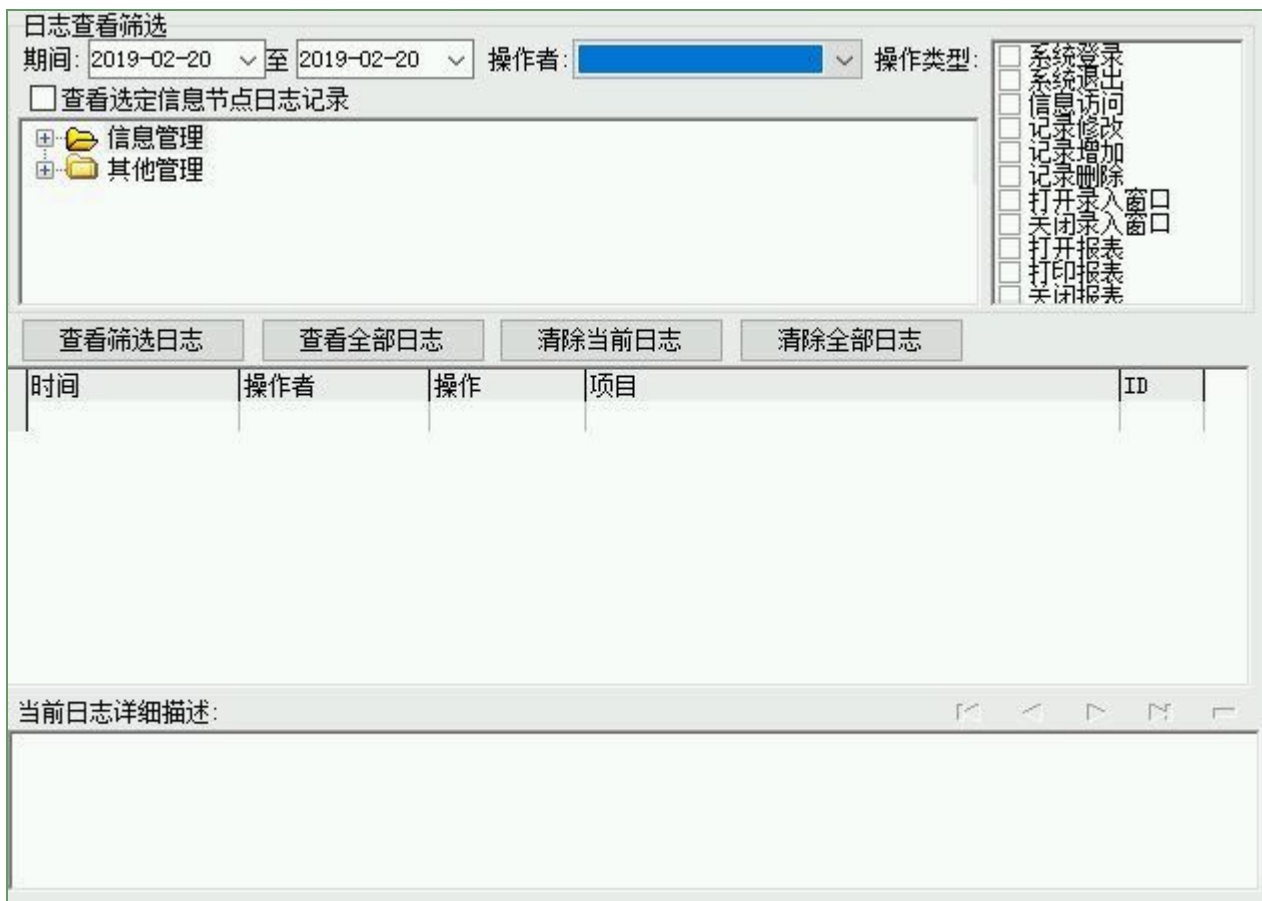 日志查看筛选
期间: 2019-02-20 至 2019-02-20 操作者: 操作类型:
系统登录
系统退出
信息访问
记录修改
记录增加
记录删除
打开录入窗口
关闭录入窗口
打开报表
打印报表
关闭报表
查看选定信息节点日志记录
信息管理
其他管理
查看筛选日志 查看全部日志 清除当前日志 清除全部日志
时间 操作者 操作 项目 ID
当前日志详细描述: